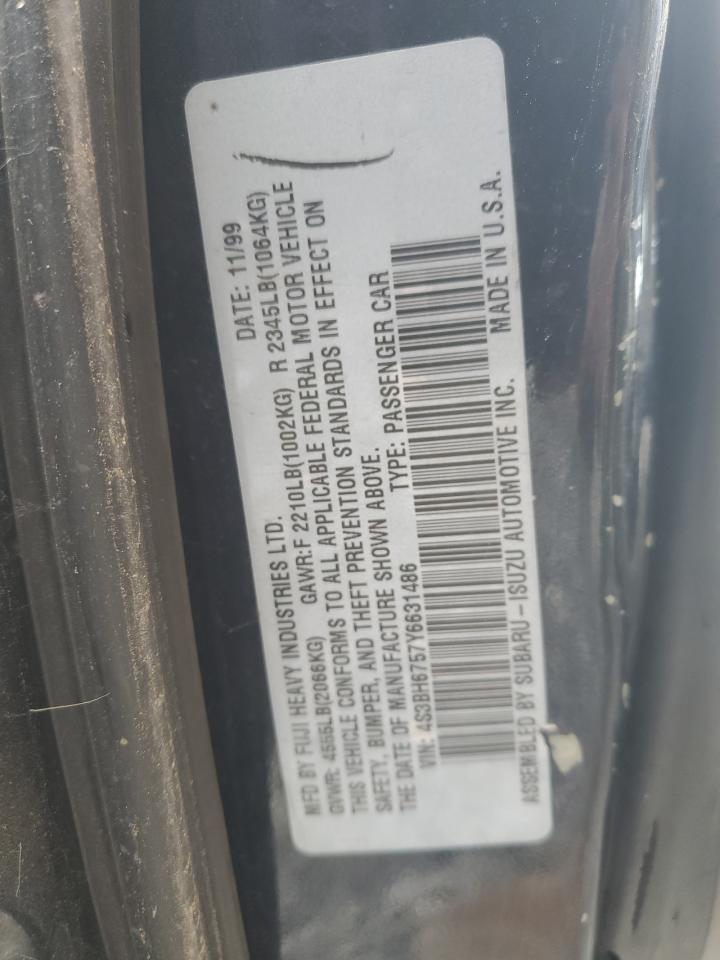 MFD BY FUJI HEAVY INDUSTRIES LTD. DATE: 11/99
GVWR: 4555LB(2066KG) GAWR:F 2210LB(1002KG) R 2345LB(1064KG)
THIS VEHICLE CONFORMS TO ALL APPLICABLE FEDERAL MOTOR VEHICLE
SAFETY, BUMPER, AND THEFT PREVENTION STANDARDS IN EFFECT ON
THE DATE OF MANUFACTURE SHOWN ABOVE.
VIN: 4S3BH6757Y6631486 TYPE: PASSENGER CAR
ASSEMBLED BY SUBARU-ISUZU AUTOMOTIVE INC. MADE IN U.S.A.